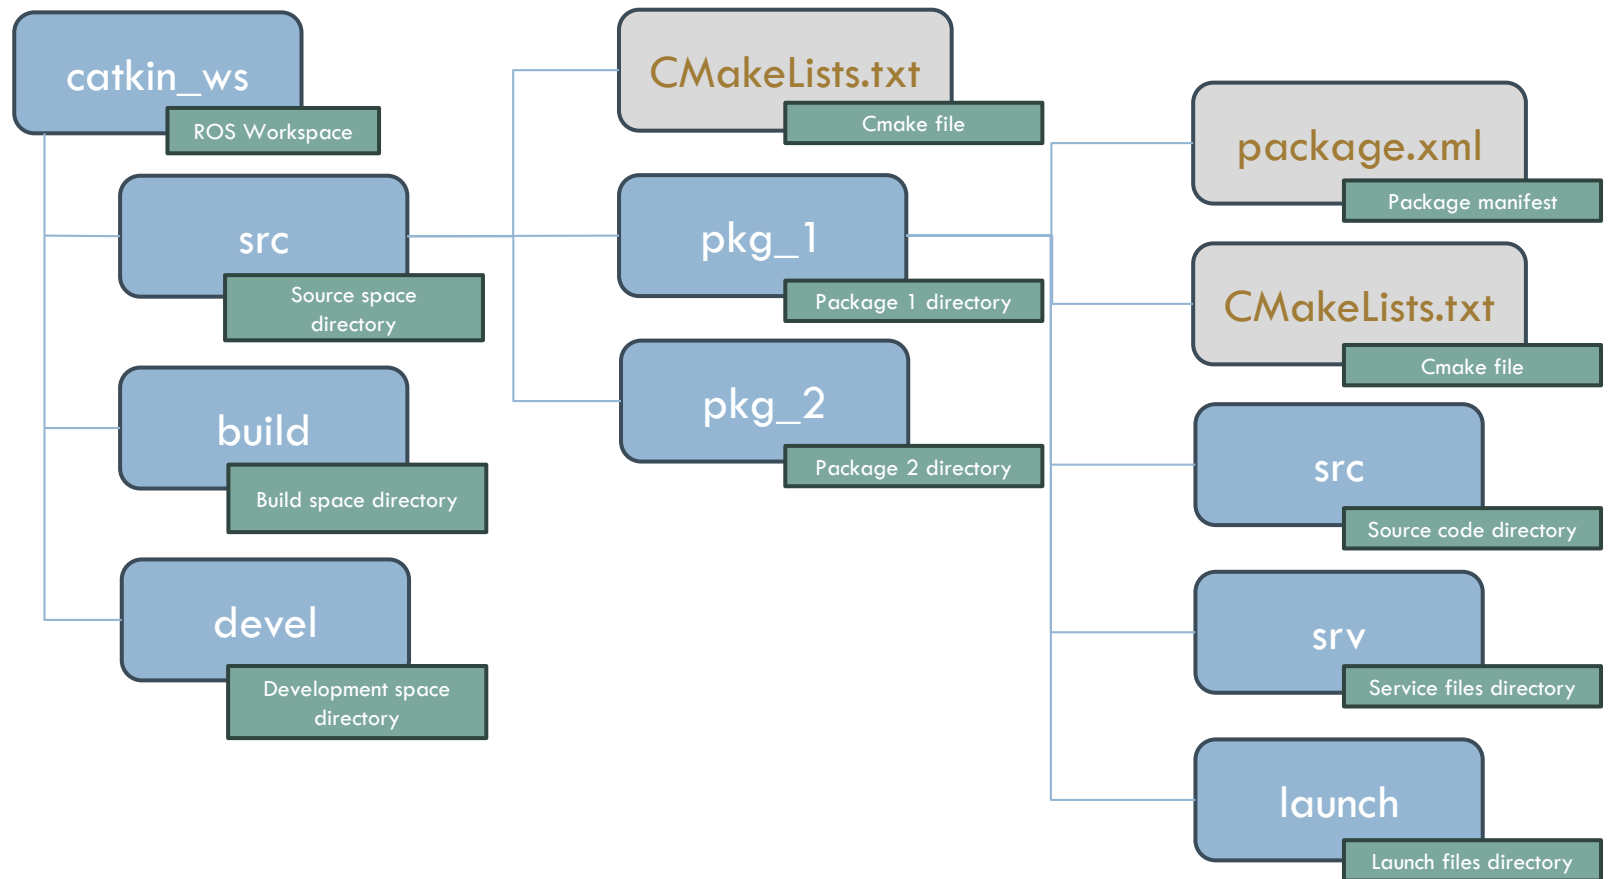 catkin_ws
ROS Workspace
src
Source space
directory
build
Build space directory
devel
Development space
directory
CMakeLists.txt
Cmake file
pkg_1
Package 1 directory
pkg_2
Package 2 directory
package.xml
Package manifest
CMakeLists.txt
Cmake file
src
Source code directory
srv
Service files directory
launch
Launch files directory